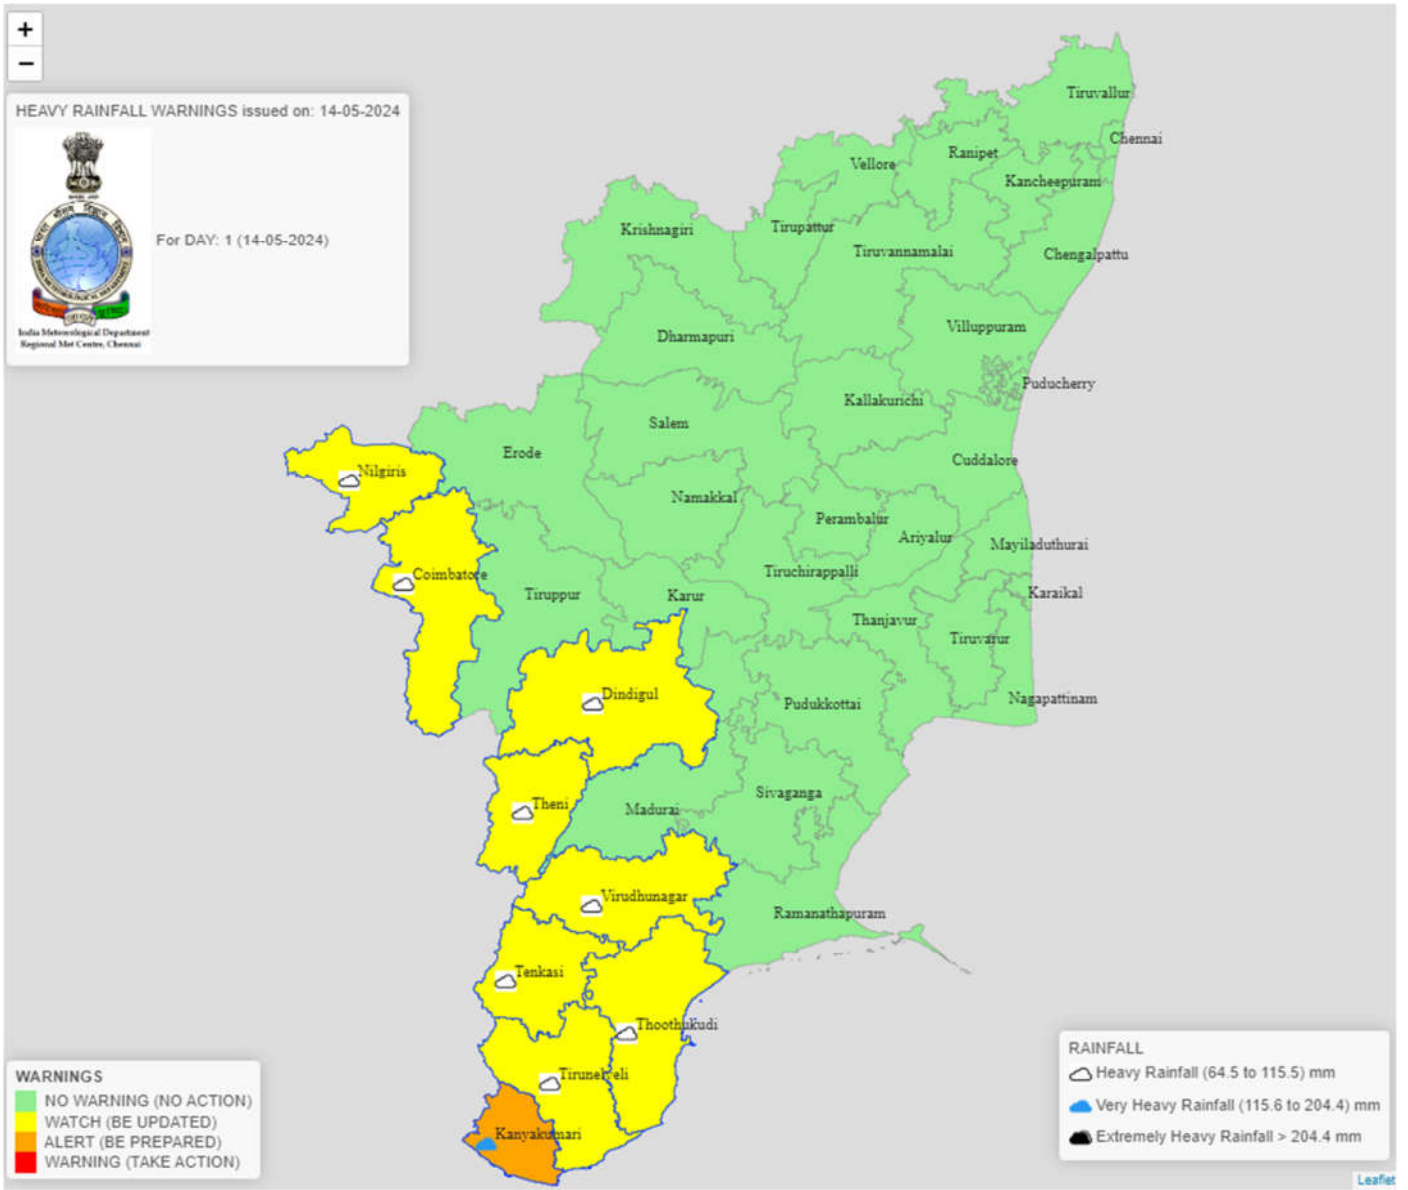 +
−
HEAVY RAINFALL WARNINGS issued on: 14-05-2024
For DAY: 1 (14-05-2024)
India Meteorological Department
Regional Met Centre, Chennai
Tiruvallur
Chennai
Ranipet
Vellore
Kancheepuram
Krishnagiri
Tirupattur
Tiruvannamalai
Chengalpattu
Villuppuram
Dharmapuri
Puducherry
Kallakurichi
Salem
Erode
Cuddalore
Nilgiris
Namakkal
Perambalur
Ariyalur
Mayiladuthurai
Coimbatore
Tiruchirappalli
Tiruppur
Karur
Karaikal
Thanjavur
Tiruvarur
Dindigul
Pudukkottai
Nagapattinam
Sivaganga
Theni
Madurai
Virudhunagar
Ramanathapuram
Tenkasi
Thoothukudi
Tirunelveli
Kanyakumari
WARNINGS
NO WARNING (NO ACTION)
WATCH (BE UPDATED)
ALERT (BE PREPARED)
WARNING (TAKE ACTION)
RAINFALL
Heavy Rainfall (64.5 to 115.5) mm
Very Heavy Rainfall (115.6 to 204.4) mm
Extremely Heavy Rainfall > 204.4 mm
Leaflet